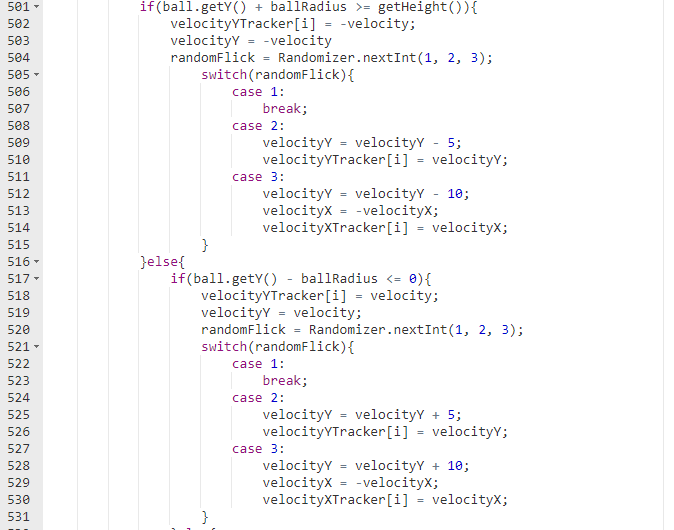 501 if(ball.getY() + ballRadius >= getHeight()){
502 velocityYTracker[i] = -velocity;
503 velocityY = -velocity
504 randomFlick = Randomizer.nextInt(1, 2, 3);
505 switch(randomFlick){
506 case 1:
507 break;
508 case 2:
509 velocityY = velocityY - 5;
510 velocityYTracker[i] = velocityY;
511 case 3:
512 velocityY = velocityY - 10;
513 velocityX = -velocityX;
514 velocityXTracker[i] = velocityX;
515 }
516 }else{
517 if(ball.getY() - ballRadius <= 0){
518 velocityYTracker[i] = velocity;
519 velocityY = velocity;
520 randomFlick = Randomizer.nextInt(1, 2, 3);
521 switch(randomFlick){
522 case 1:
523 break;
524 case 2:
525 velocityY = velocityY + 5;
526 velocityYTracker[i] = velocityY;
527 case 3:
528 velocityY = velocityY + 10;
529 velocityX = -velocityX;
530 velocityXTracker[i] = velocityX;
531 }